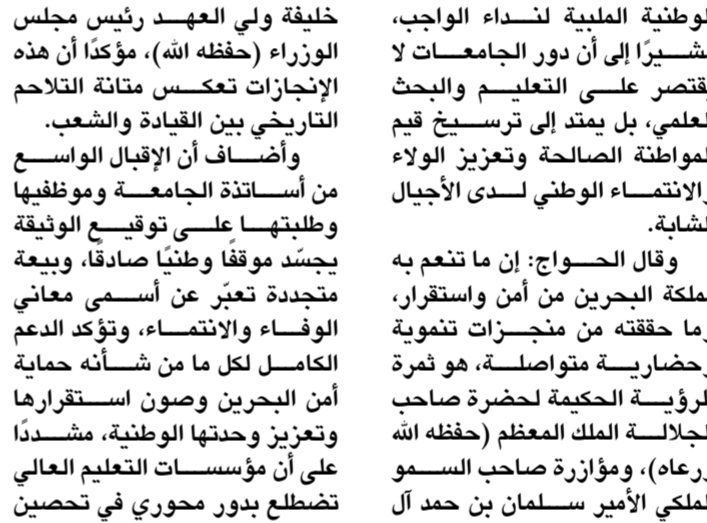 لوطنية الملبية لنداء الواجب،
شيرًا إلى أن دور الجامعات لا
قتصر على التعليم والبحث
لعلمي، بل يمتد إلى ترسيخ قيم
لمواطنة الصالحة وتعزيز الولاء
والانتماء الوطني لدى الأجيال
لشابة.
وقال الحواج: إن ما تنعم به
ملكة البحرين من أمن واستقرار،
وما حققته من منجزات تنموية
وحضارية متواصلة، هو ثمرة
لرؤية الحكيمة لحضرة صاحب
لجلالة الملك المعظم (حفظه الله
ورعاه)، ومؤازرة صاحب السمو
لملكي الأمير سلمان بن حمد آل
خليفة ولي العهد رئيس مجلس
الوزراء (حفظه الله)، مؤكدًا أن هذه
الإنجازات تعكس متانة التلاحم
التاريخي بين القيادة والشعب.
وأضاف أن الإقبال الواسع
من أساتذة الجامعة وموظفيها
وطلبتها على توقيع الوثيقة
يجسّد موقفًا وطنيًا صادقًا، وبيعة
متجددة تعبّر عن أسمى معاني
الوفاء والانتماء، وتؤكد الدعم
الكامل لكل ما من شأنه حماية
أمن البحرين وصون استقرارها
وتعزيز وحدتها الوطنية، مشددًا
على أن مؤسسات التعليم العالي
تضطلع بدور محوري في تحصين